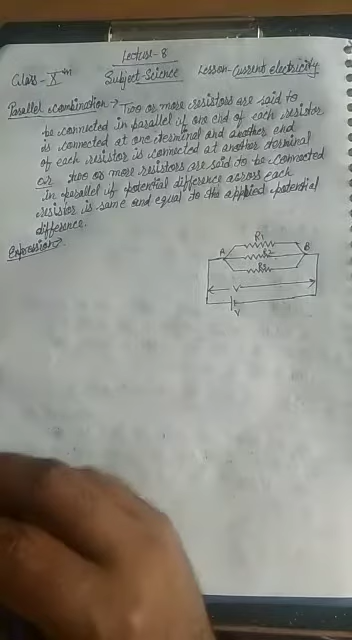 Lecture-8
Class-Xth Subject-Science Lesson-Current electricity
Parallel combination→ Two or more resistors are said to
be connected in parallel if one end of each resistor
is connected at one terminal and another end
of each resistor is connected at another terminal
or two or more resistors are said to be connected
in parallel if potential difference across each
resistor is same and equal to the applied potential
difference.
Expression→
R1
A R2 B
R3
V
V